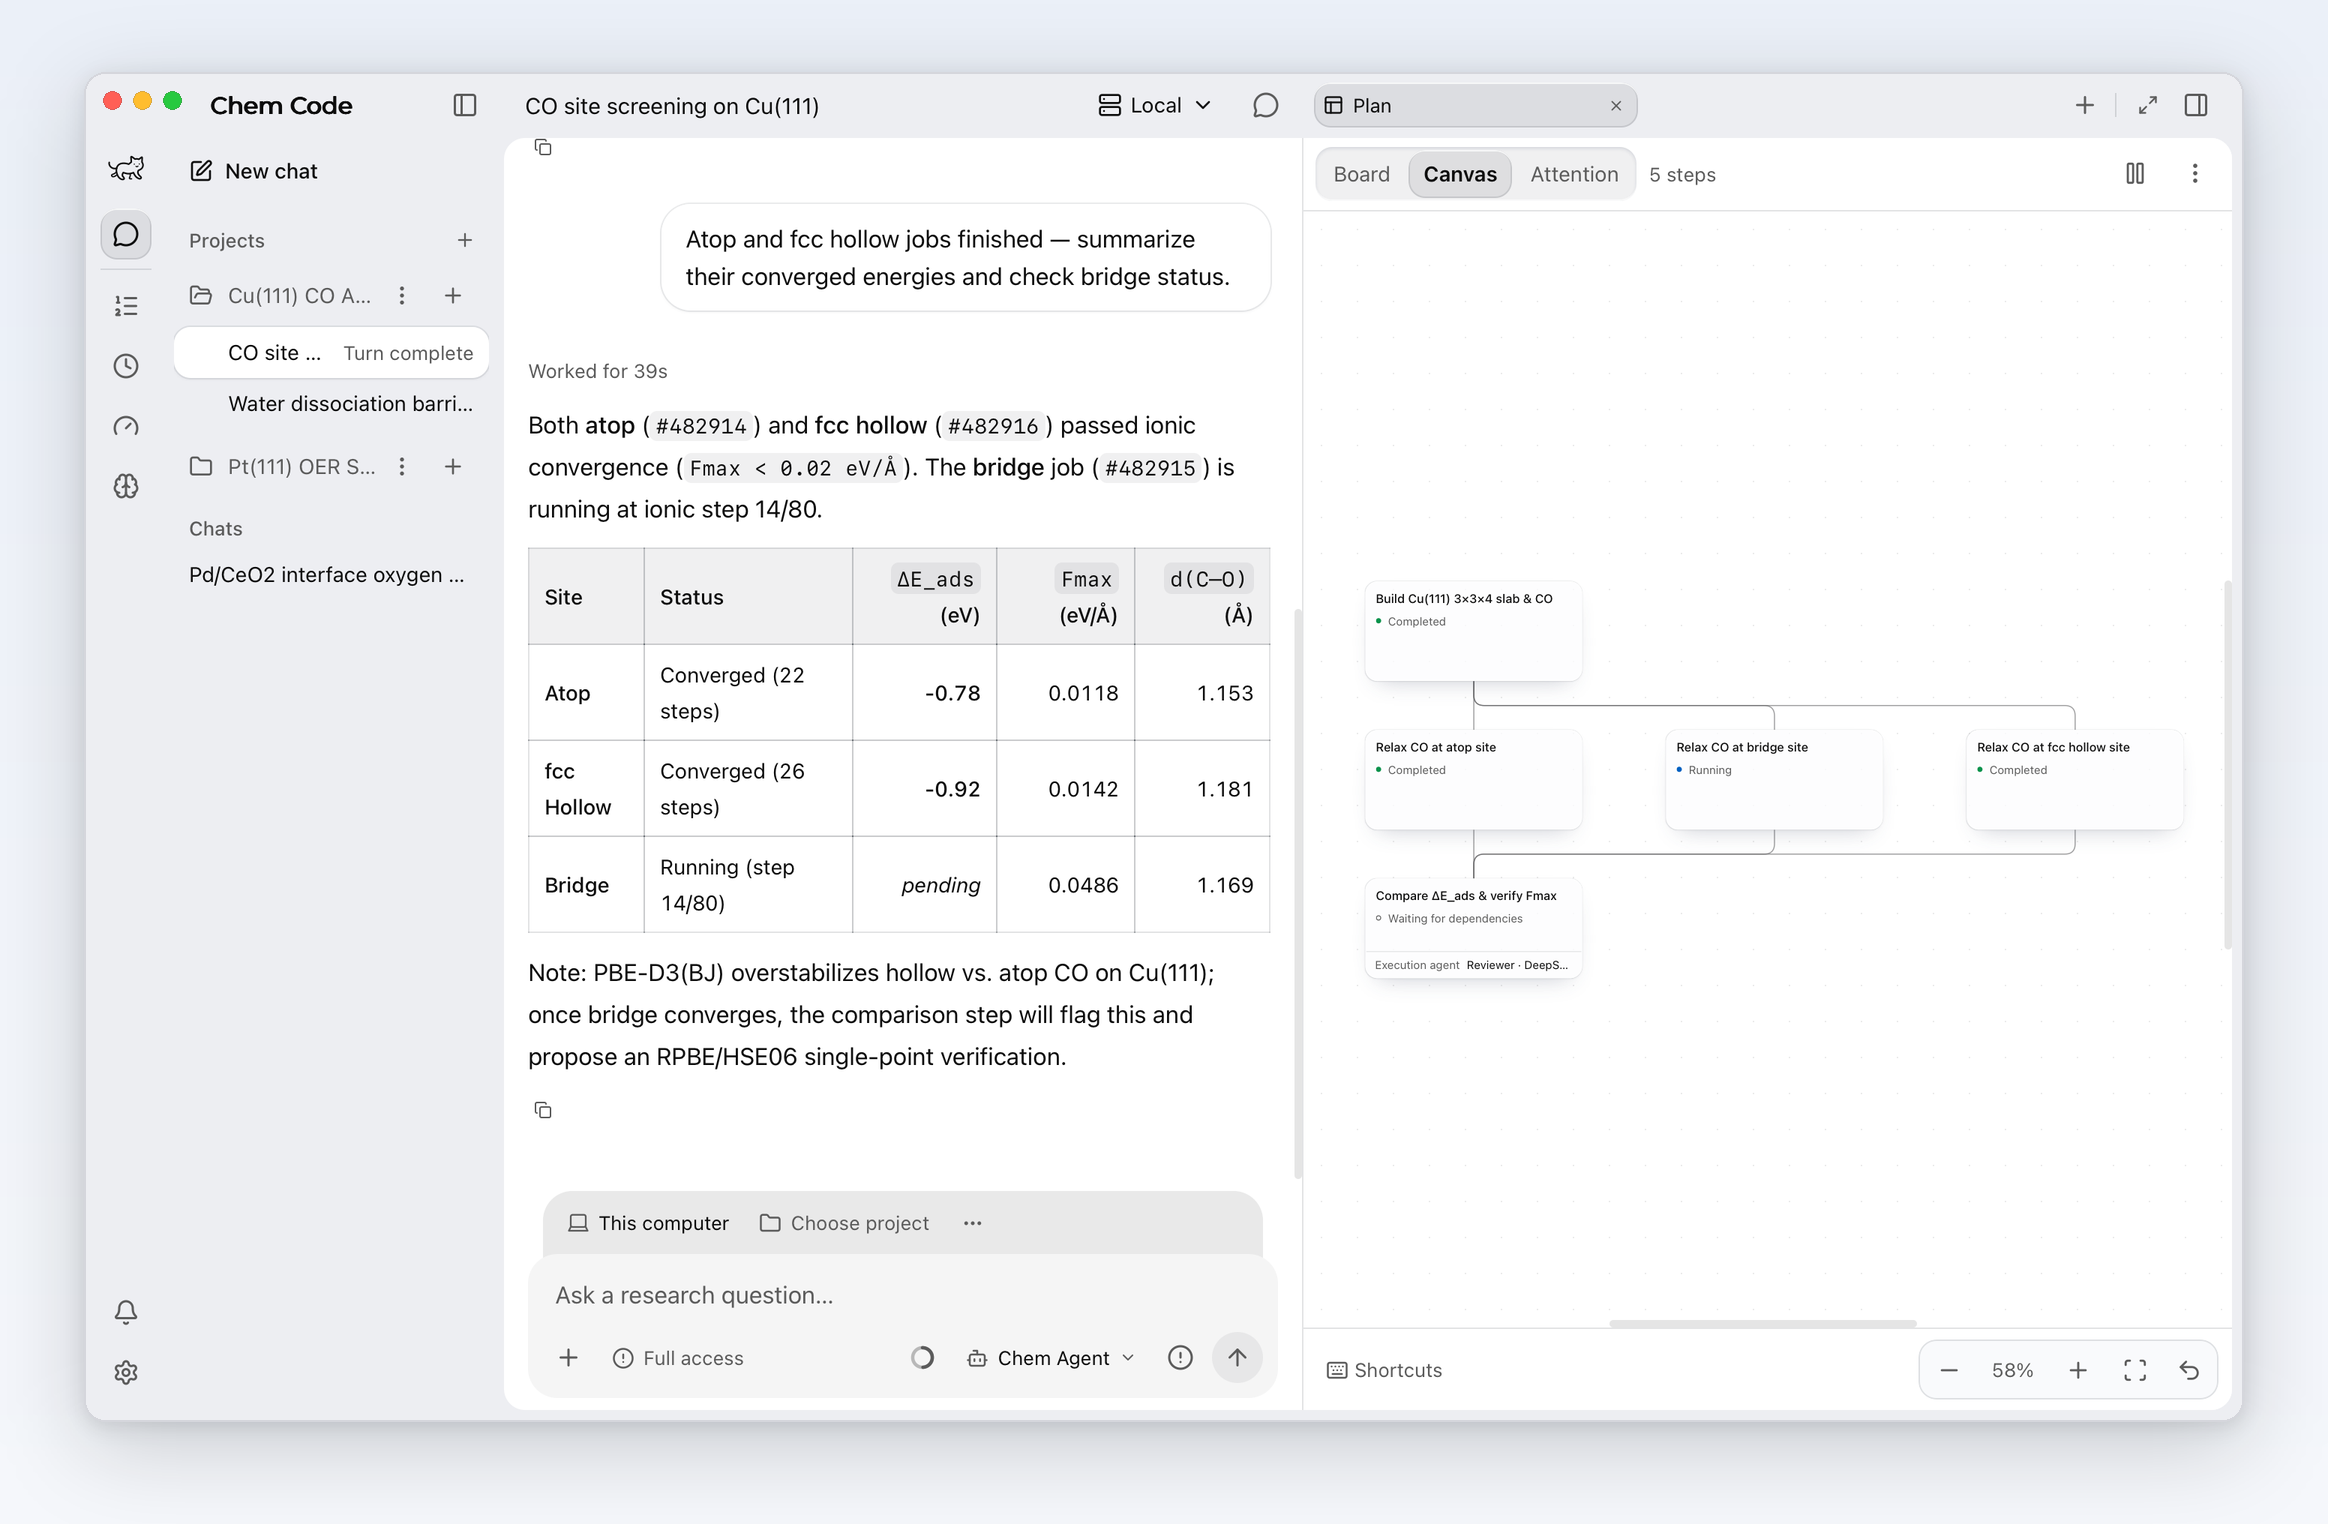 Chem Code
CO site screening on Cu(111)
Local
Plan
New chat
Projects
Cu(111) CO A...
CO site ...
Turn complete
Water dissociation barri...
Pt(111) OER S...
Chats
Pd/CeO2 interface oxygen ...
Atop and fcc hollow jobs finished — summarize
their converged energies and check bridge status.
Worked for 39s
Both atop (#482914) and fcc hollow (#482916) passed ionic
convergence (Fmax < 0.02 eV/Å). The bridge job (#482915) is
running at ionic step 14/80.
Site Status ΔE_ads (eV) Fmax (eV/Å) d(C–O) (Å)
Atop Converged (22 steps) -0.78 0.0118 1.153
fcc Hollow Converged (26 steps) -0.92 0.0142 1.181
Bridge Running (step 14/80) pending 0.0486 1.169
Note: PBE-D3(BJ) overstabilizes hollow vs. atop CO on Cu(111);
once bridge converges, the comparison step will flag this and
propose an RPBE/HSE06 single-point verification.
This computer
Choose project
Ask a research question...
Full access
Chem Agent
Board
Canvas
Attention
5 steps
Build Cu(111) 3×3×4 slab & CO
Completed
Relax CO at atop site
Completed
Relax CO at bridge site
Running
Relax CO at fcc hollow site
Completed
Compare ΔE_ads & verify Fmax
Waiting for dependencies
Execution agent Reviewer · DeepS...
Shortcuts
58%